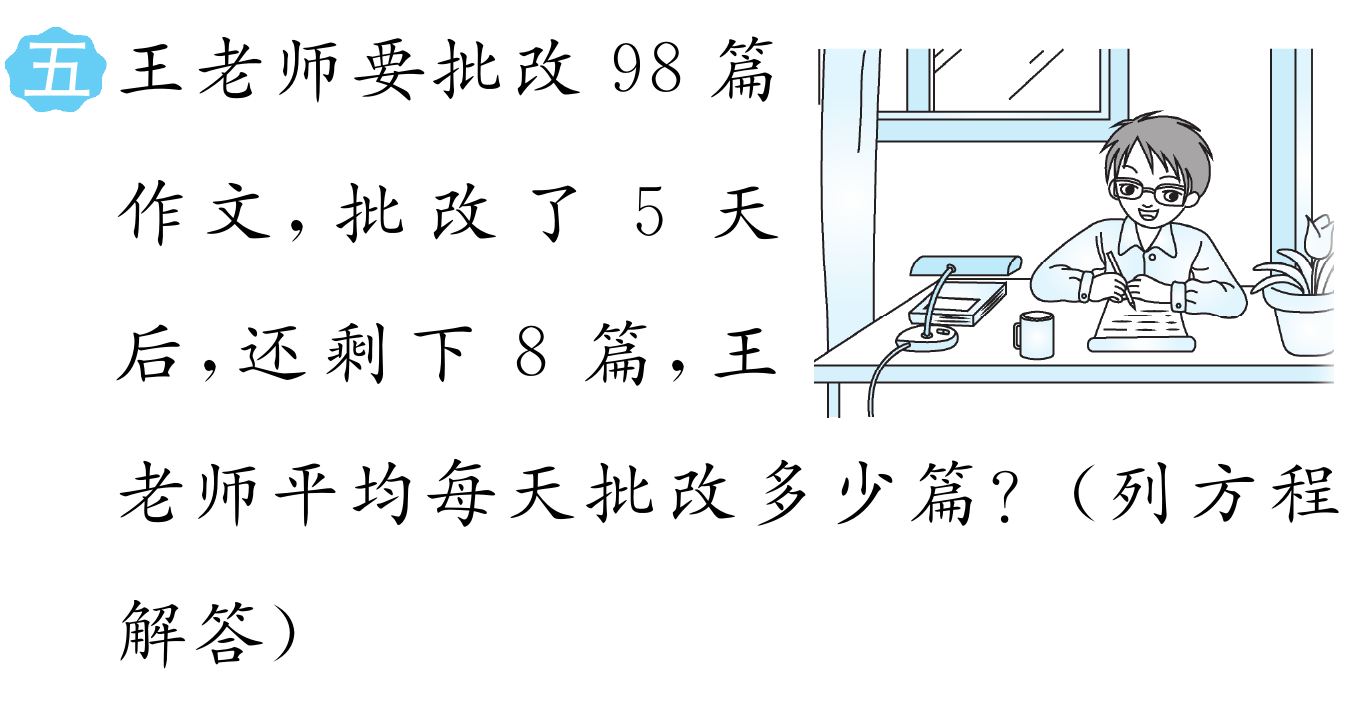 五 王老师要批改 98 篇
作文，批改了 5 天
后，还剩下 8 篇，王
老师平均每天批改多少篇？（列方程
解答）